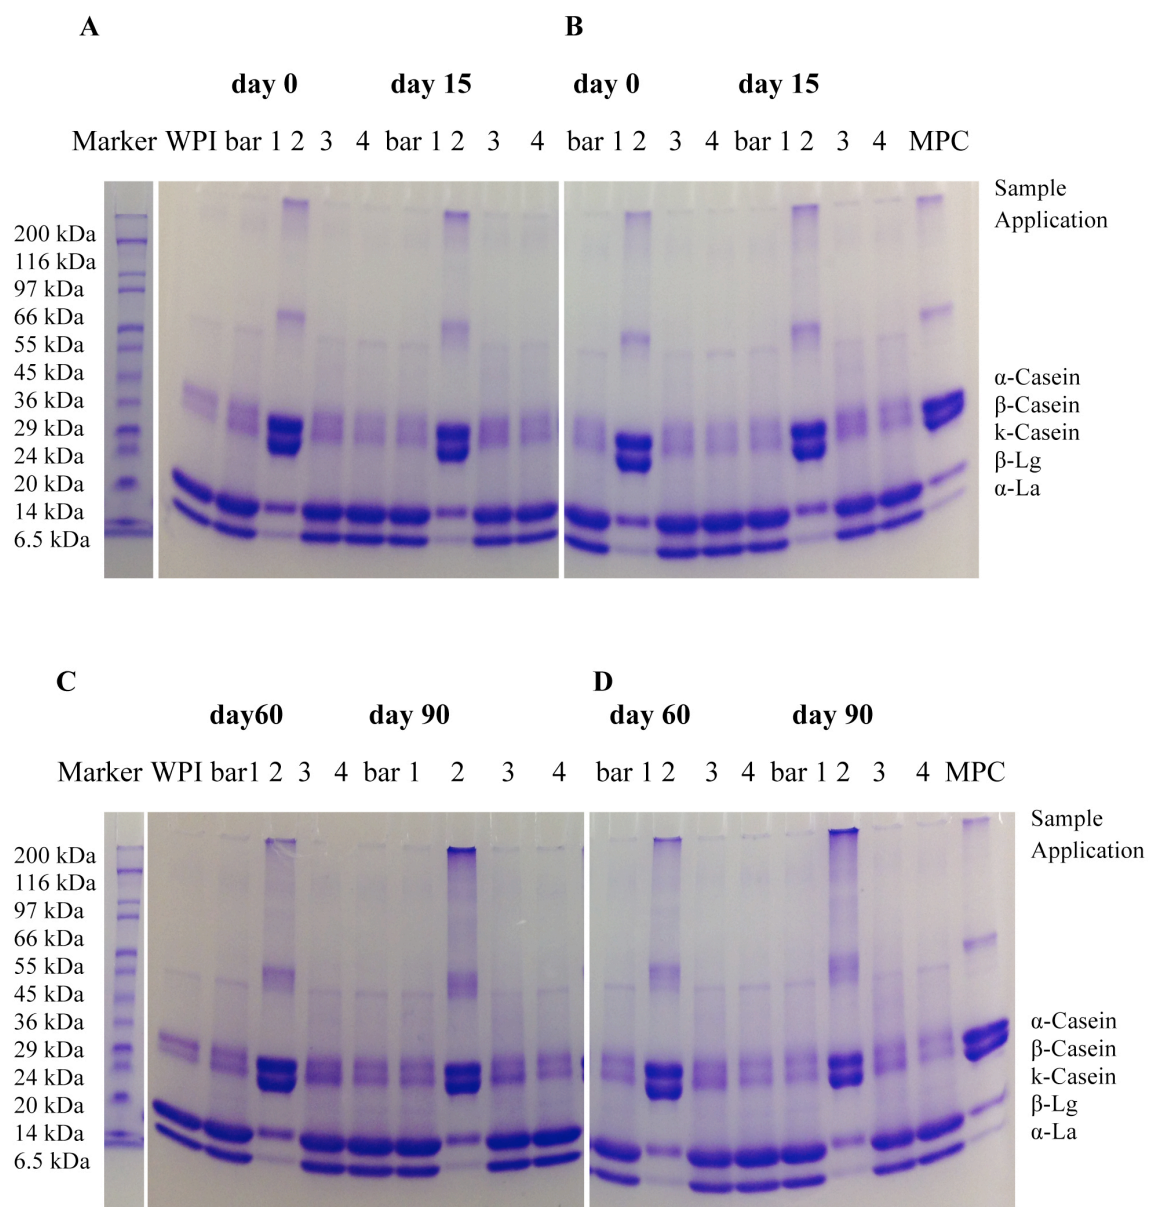 A B
day 0 day 15 day 0 day 15
Marker WPI bar 1 2 3 4 bar 1 2 3 4 bar 1 2 3 4 bar 1 2 3 4 MPC
Sample
Application
200 kDa
116 kDa
97 kDa
66 kDa
55 kDa
45 kDa
36 kDa
29 kDa
24 kDa
20 kDa
14 kDa
6.5 kDa
α-Casein
β-Casein
k-Casein
β-Lg
α-La
C D
day60 day 90 day 60 day 90
Marker WPI bar1 2 3 4 bar 1 2 3 4 bar 1 2 3 4 bar 1 2 3 4 MPC
Sample
Application
200 kDa
116 kDa
97 kDa
66 kDa
55 kDa
45 kDa
36 kDa
29 kDa
24 kDa
20 kDa
14 kDa
6.5 kDa
α-Casein
β-Casein
k-Casein
β-Lg
α-La